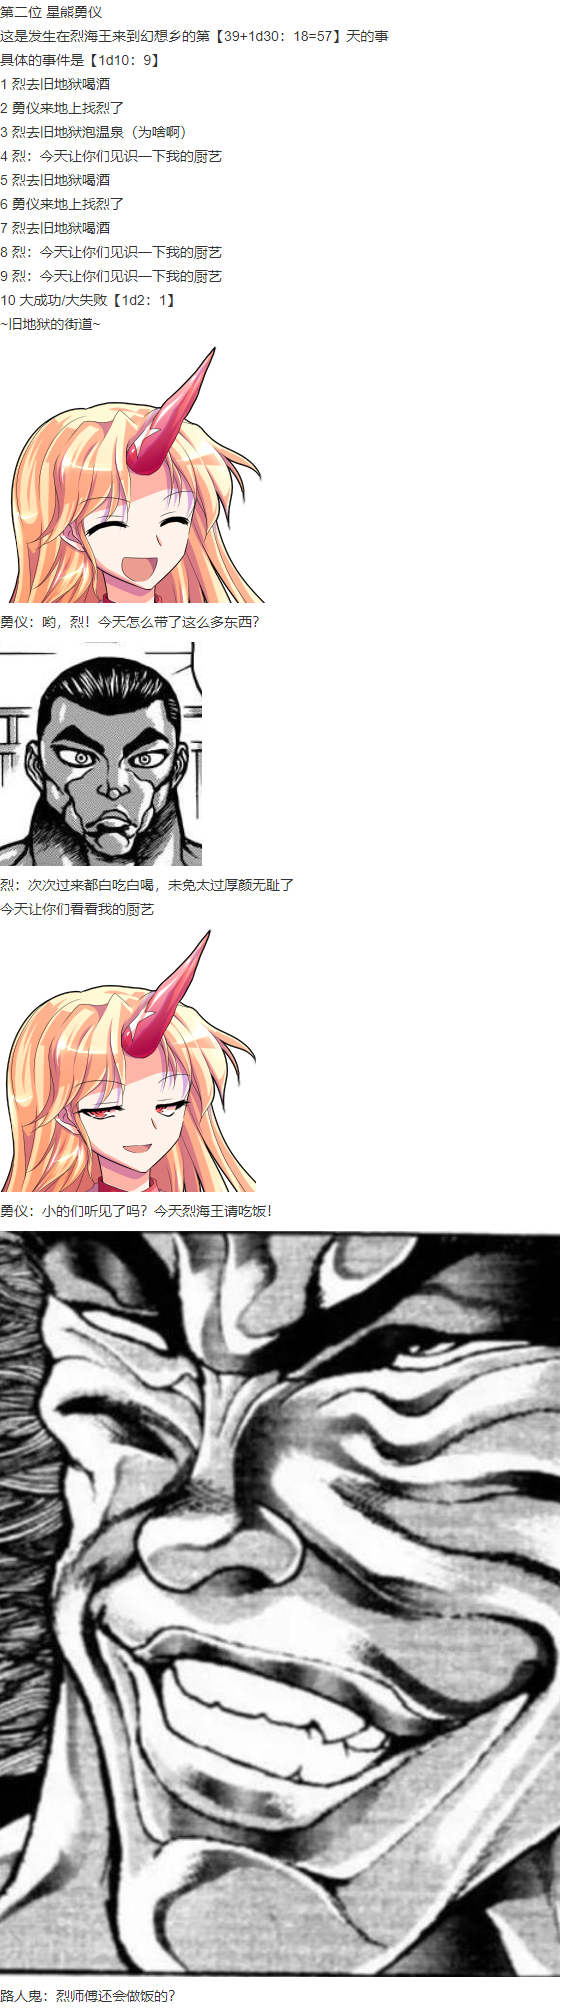 第二位 星熊勇仪
这是发生在烈海王来到幻想乡的第【39+1d30：18=57】天的事
具体的事件是【1d10：9】
1 烈去旧地狱喝酒
2 勇仪来地上找烈了
3 烈去旧地狱泡温泉（为啥啊）
4 烈：今天让你们见识一下我的厨艺
5 烈去旧地狱喝酒
6 勇仪来地上找烈了
7 烈去旧地狱喝酒
8 烈：今天让你们见识一下我的厨艺
9 烈：今天让你们见识一下我的厨艺
10 大成功/大失败【1d2：1】
~旧地狱的街道~
勇仪：哟，烈！今天怎么带了这么多东西？
烈：次次过来都白吃白喝，未免太过厚颜无耻了
今天让你们看看我的厨艺
勇仪：小的们听见了吗？今天烈海王请吃饭！
路人鬼：烈师傅还会做饭的？